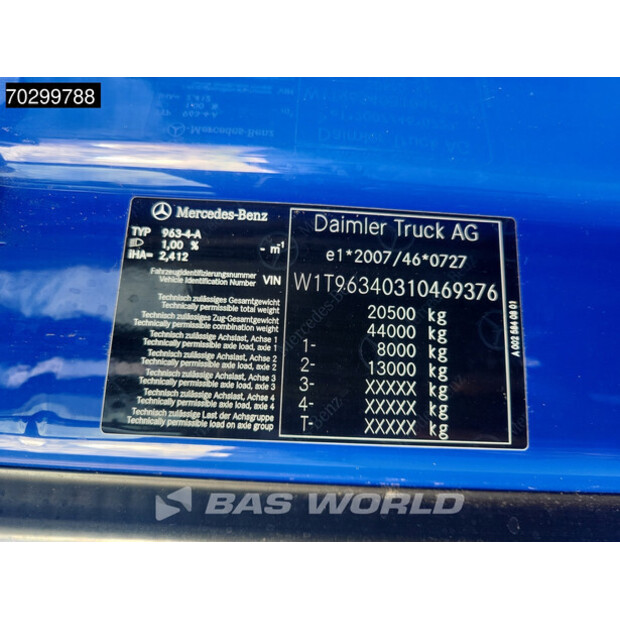 70299788
Mercedes-Benz
TYP 963-4-A
1,00 % - m¹
IHA= 2,412
Fahrzeugidentifizierungsnummer
Vehicle Identification Number VIN
Technisch zulässiges Gesamtgewicht
Technically permissible total weight
Technisch zulässiges Zug-Gesamtgewicht
Technically permissible combination weight
Technisch zulässige Achslast, Achse 1
Technically permissible axle load, axle 1
Technisch zulässige Achslast, Achse 2
Technically permissible axle load, axle 2
Technisch zulässige Achslast, Achse 3
Technically permissible axle load, axle 3
Technisch zulässige Achslast, Achse 4
Technically permissible axle load, axle 4
Technisch zulässige Last der Achsgruppe
Technically permissible load on axle group
Daimler Truck AG
e1*2007/46*0727
W1T96340310469376
20500 kg
44000 kg
1- 8000 kg
2- 13000 kg
3- XXXXX kg
4- XXXXX kg
T- XXXXX kg
A 002 584 08 01
BAS WORLD